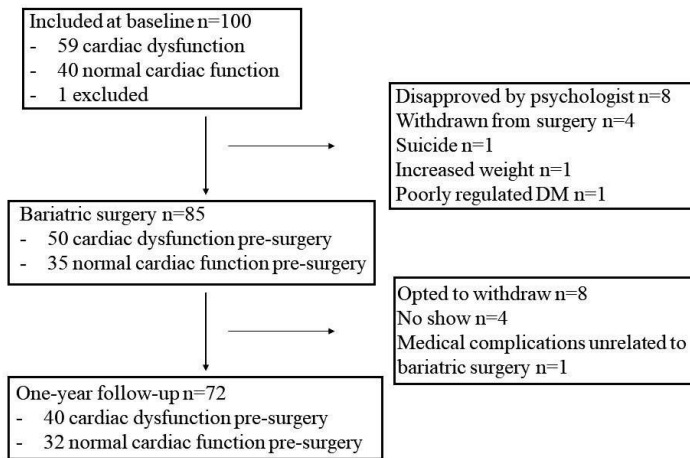 Included at baseline n=100
- 59 cardiac dysfunction
- 40 normal cardiac function
- 1 excluded
Disapproved by psychologist n=8
Withdrawn from surgery n=4
Suicide n=1
Increased weight n=1
Poorly regulated DM n=1
Bariatric surgery n=85
- 50 cardiac dysfunction pre-surgery
- 35 normal cardiac function pre-surgery
Opted to withdraw n=8
No show n=4
Medical complications unrelated to
bariatric surgery n=1
One-year follow-up n=72
- 40 cardiac dysfunction pre-surgery
- 32 normal cardiac function pre-surgery